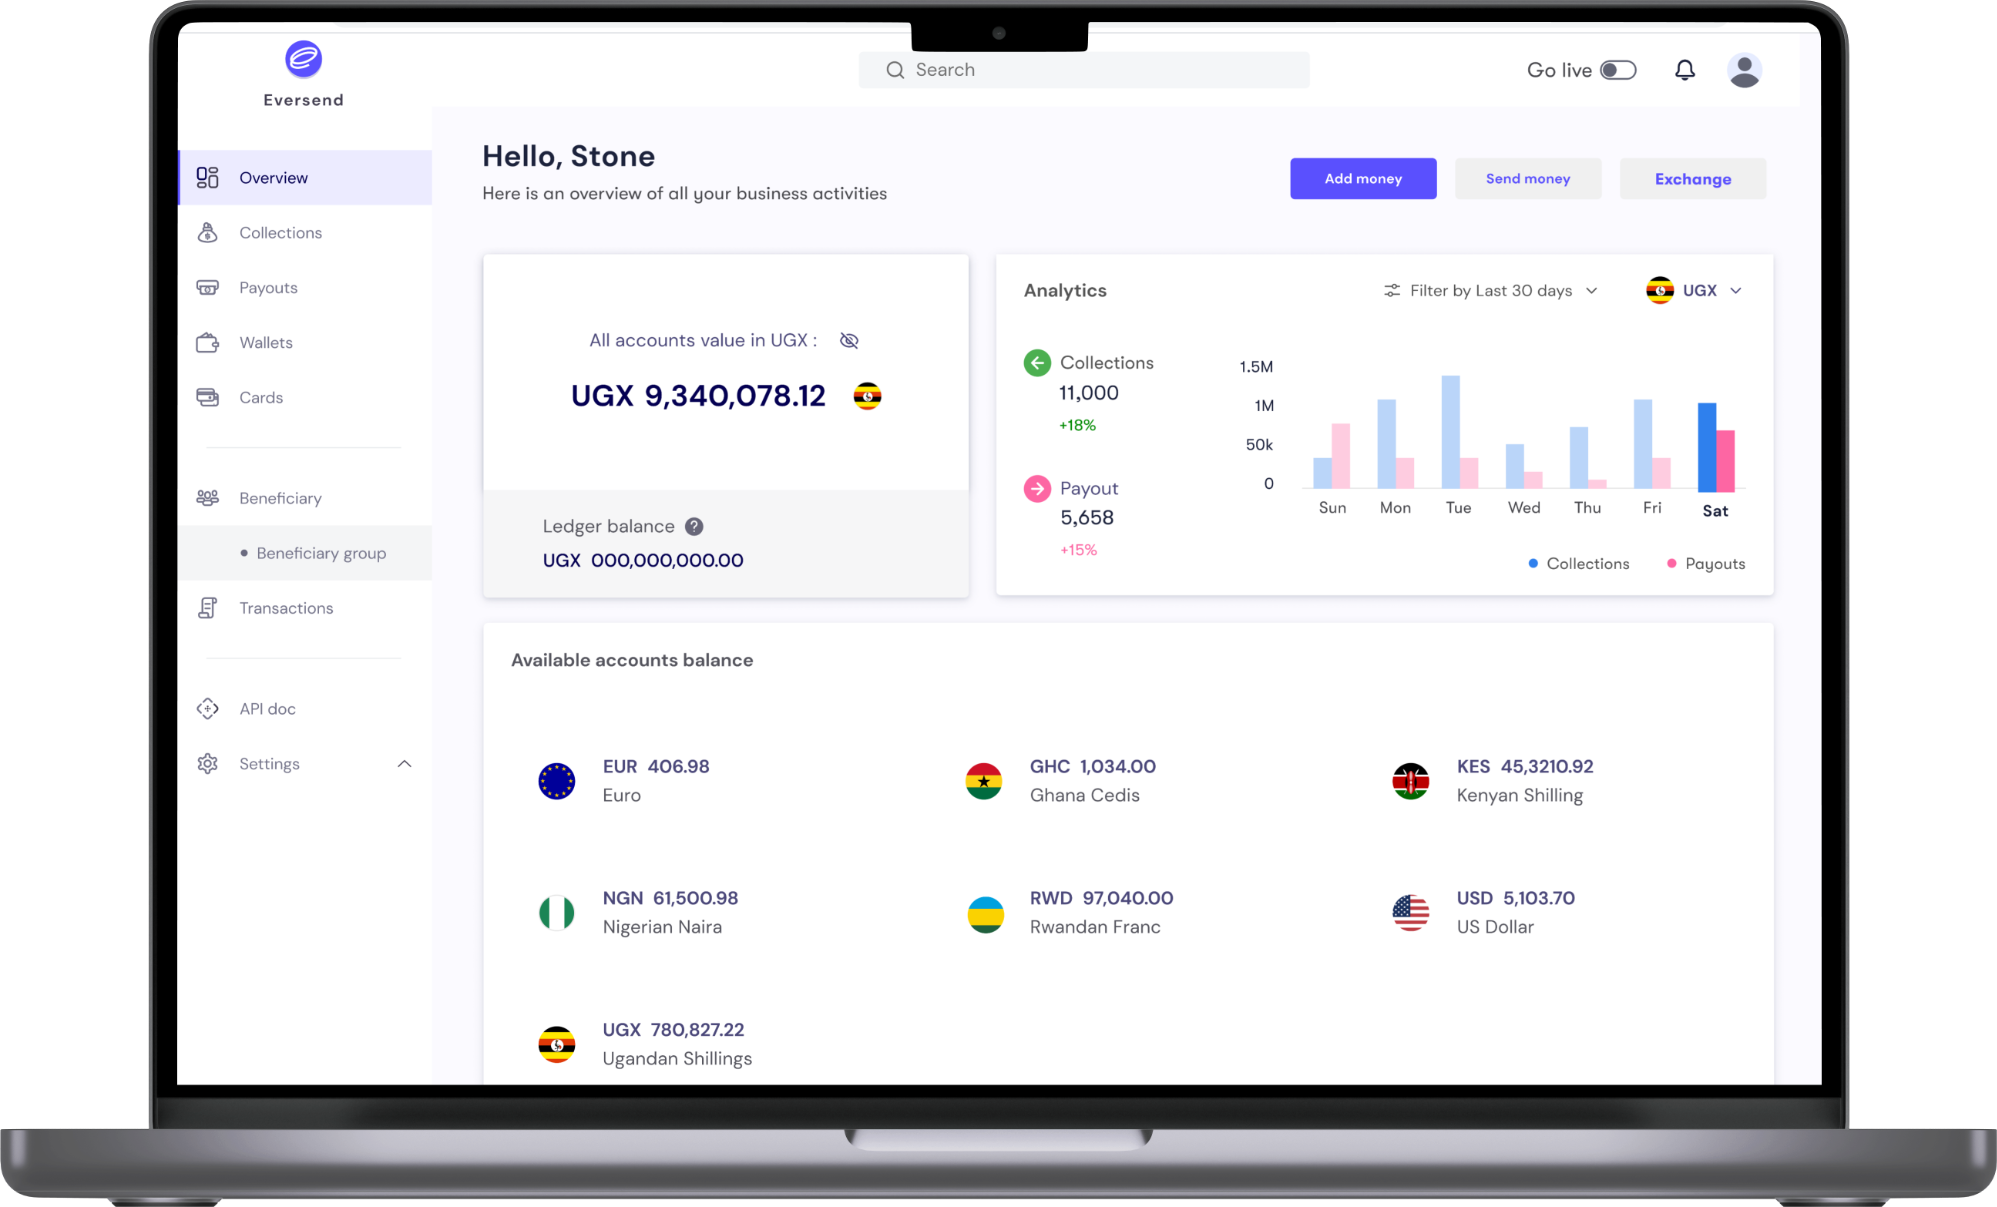 Eversend
Search
Go live
Overview
Collections
Payouts
Wallets
Cards
Beneficiary
Beneficiary group
Transactions
API doc
Settings
Hello, Stone
Here is an overview of all your business activities
Add money
Send money
Exchange
All accounts value in UGX :
UGX 9,340,078.12
Ledger balance ?
UGX 000,000,000.00
Analytics
Filter by Last 30 days
UGX
Collections
11,000
+18%
Payout
5,658
+15%
1.5M
1M
50k
0
Sun Mon Tue Wed Thu Fri Sat
Collections Payouts
Available accounts balance
EUR 406.98
Euro
GHC 1,034.00
Ghana Cedis
KES 45,3210.92
Kenyan Shilling
NGN 61,500.98
Nigerian Naira
RWD 97,040.00
Rwandan Franc
USD 5,103.70
US Dollar
UGX 780,827.22
Ugandan Shillings